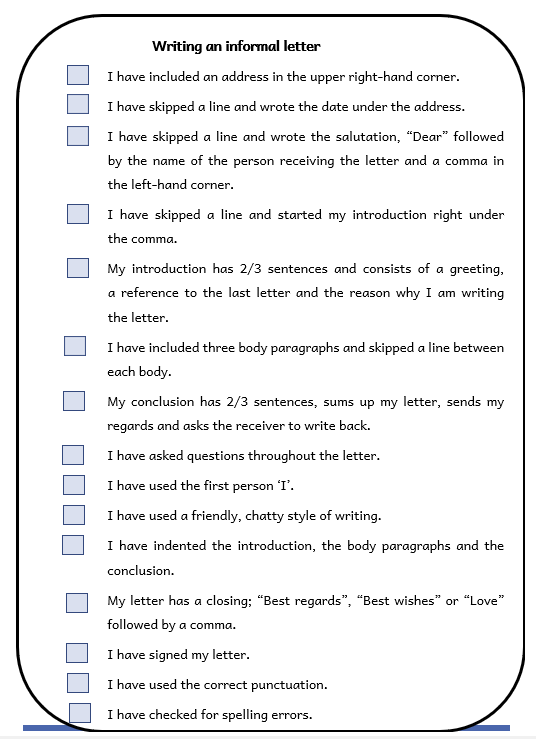 Writing an informal letter
I have included an address in the upper right-hand corner.
I have skipped a line and wrote the date under the address.
I have skipped a line and wrote the salutation, “Dear” followed
by the name of the person receiving the letter and a comma in
the left-hand corner.
I have skipped a line and started my introduction right under
the comma.
My introduction has 2/3 sentences and consists of a greeting,
a reference to the last letter and the reason why I am writing
the letter.
I have included three body paragraphs and skipped a line between
each body.
My conclusion has 2/3 sentences, sums up my letter, sends my
regards and asks the receiver to write back.
I have asked questions throughout the letter.
I have used the first person ‘I’.
I have used a friendly, chatty style of writing.
I have indented the introduction, the body paragraphs and the
conclusion.
My letter has a closing; “Best regards”, “Best wishes” or “Love”
followed by a comma.
I have signed my letter.
I have used the correct punctuation.
I have checked for spelling errors.